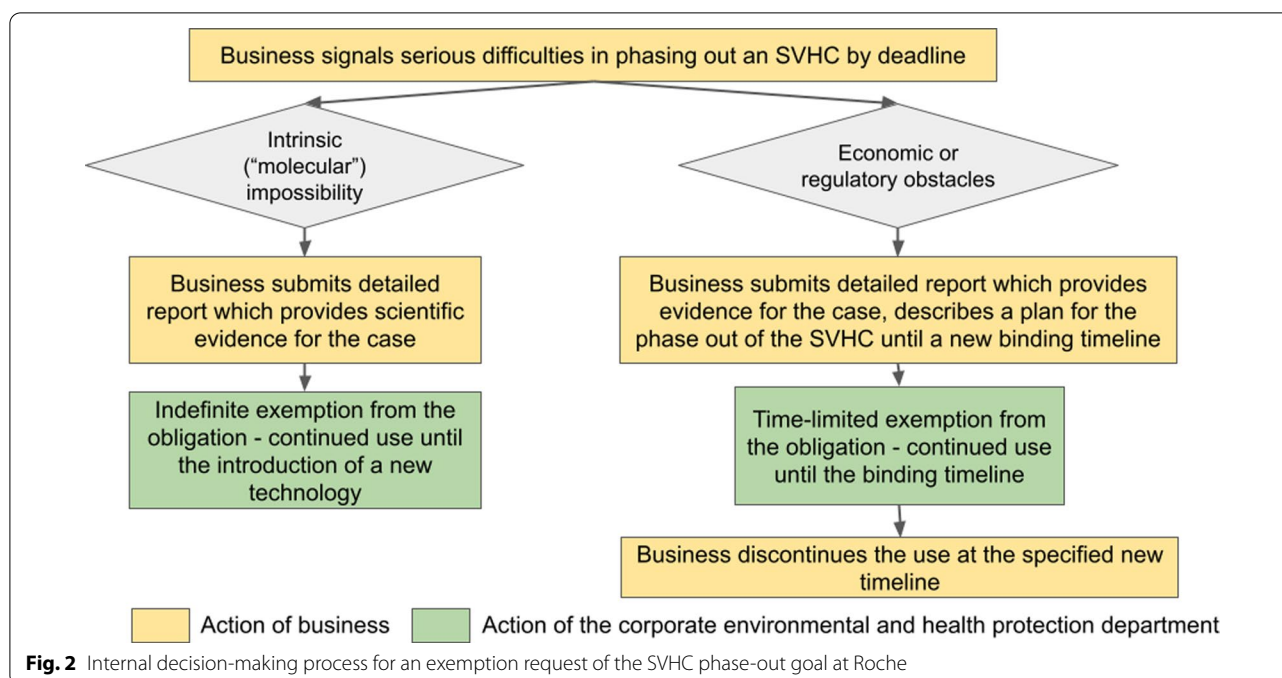 Business signals serious difficulties in phasing out an SVHC by deadline
Intrinsic
(“molecular”)
impossibility
Economic or
regulatory obstacles
Business submits detailed
report which provides scientific
evidence for the case
Business submits detailed report which provides
evidence for the case, describes a plan for the
phase out of the SVHC until a new binding timeline
Indefinite exemption from the
obligation - continued use until
the introduction of a new
technology
Time-limited exemption from
the obligation - continued use
until the binding timeline
Business discontinues the use at the specified new
timeline
Action of business
Action of the corporate environmental and health protection department
Fig. 2 Internal decision-making process for an exemption request of the SVHC phase-out goal at Roche